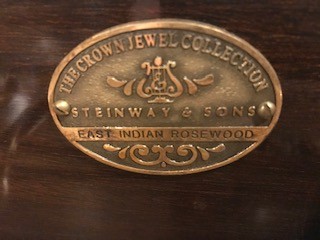 THE CROWN JEWEL COLLECTION
STEINWAY & SONS
EAST INDIAN ROSEWOOD